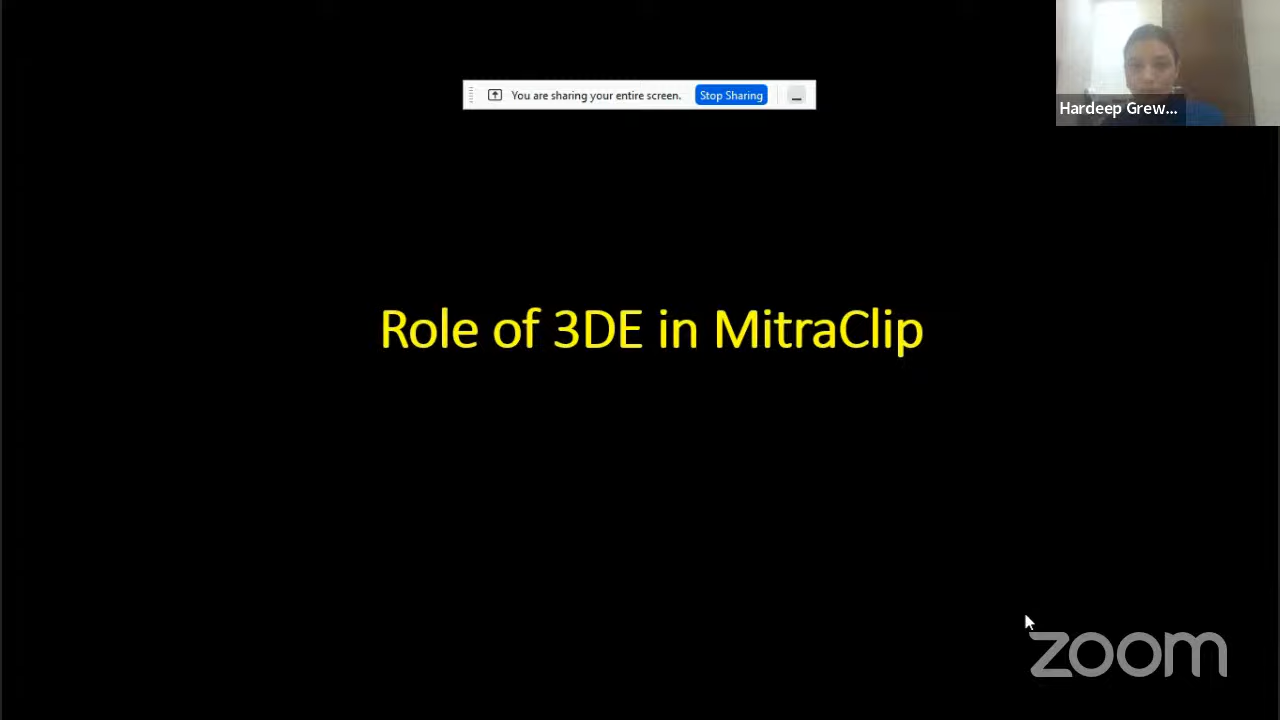 You are sharing your entire screen. Stop Sharing
Hardeep Grew...
Role of 3DE in MitraClip
zoom